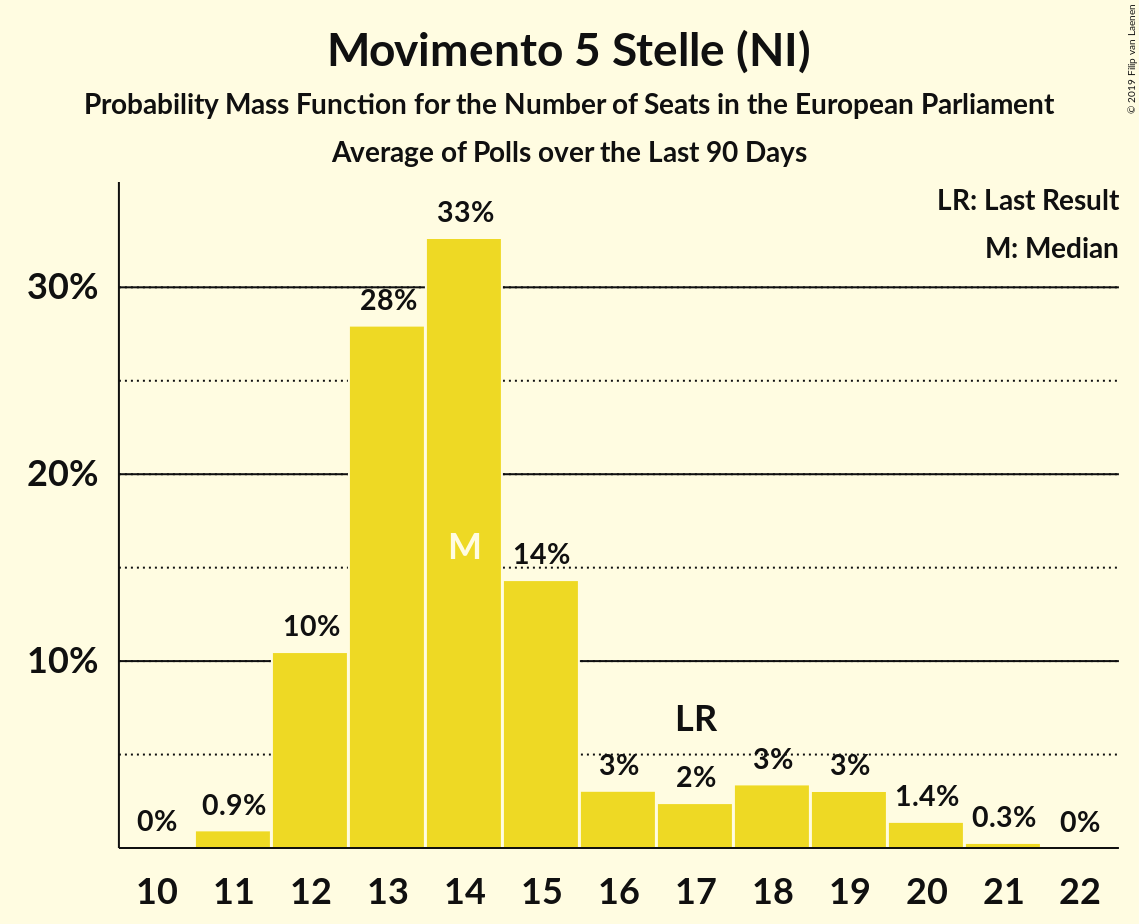 Movimento 5 Stelle (NI)
Probability Mass Function for the Number of Seats in the European Parliament
Average of Polls over the Last 90 Days
© 2019 Filip van Laenen
LR: Last Result
M: Median
30%
20%
10%
0%
0.9%
10%
28%
33%
M
14%
3%
LR
2%
3%
3%
1.4%
0.3%
0%
10 11 12 13 14 15 16 17 18 19 20 21 22